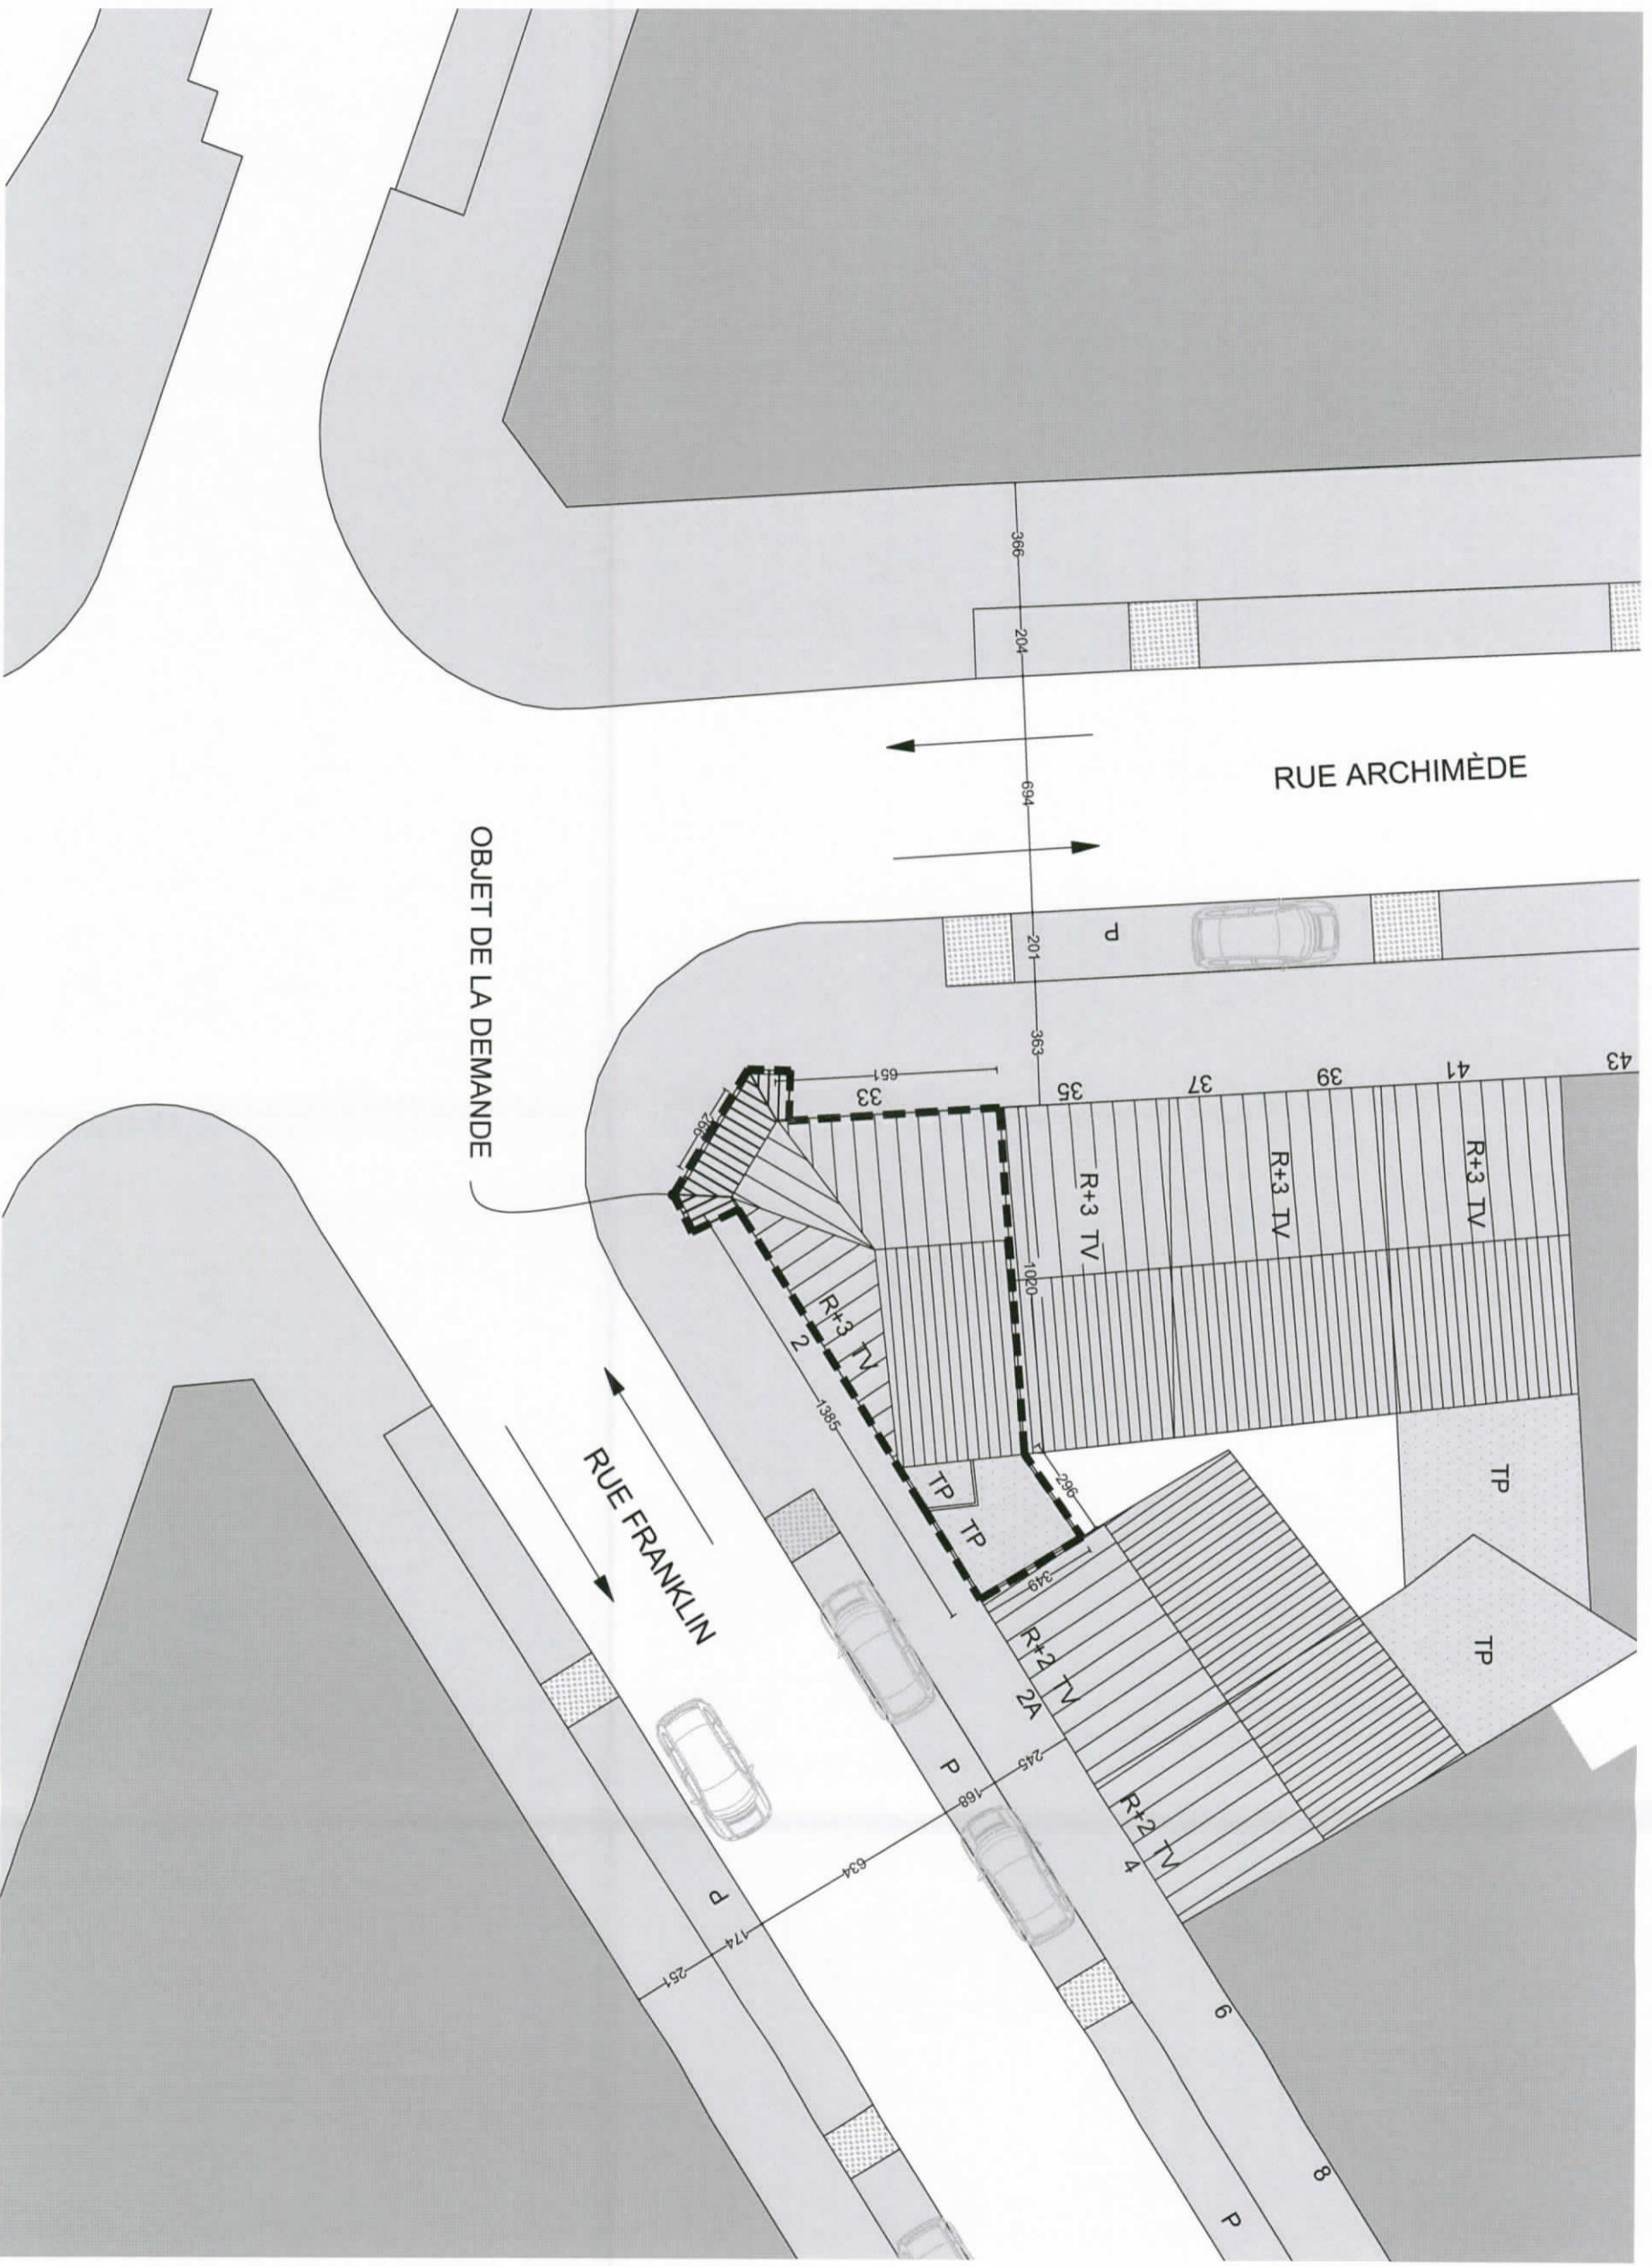 366
204
RUE ARCHIMÈDE
694
OBJET DE LA DEMANDE
P
201
363
43
41
39
37
35
33
651
266
R+3 TV
R+3 TV
R+3 TV
1020
R+3 TV
2
1385
296
TP
TP
TP
TP
349
RUE FRANKLIN
R+2 TV
2A
245
P
168
R+2 TV
4
634
P
174
251
6
8
P